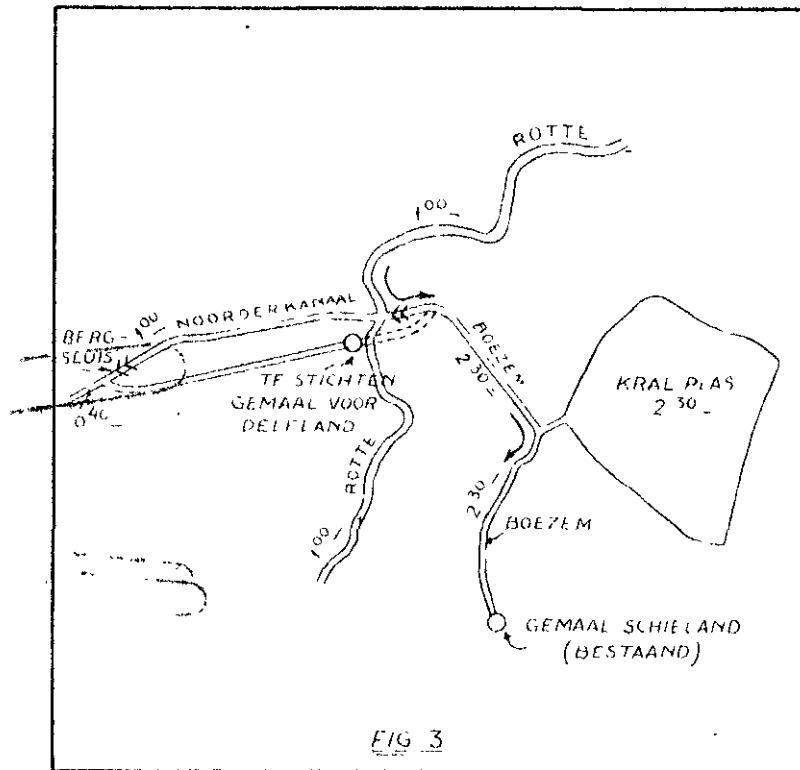 ROTTE
1 00 _
NOORDERKANAAL
1 00 _
BERG-
SLUIS
0 40 _
TE STICHTEN
GEMAAL VOOR
DELFLAND
BOEZEM
2 30 _
KRAL PLAS
2 30 _
ROTTE
1 00 _
2 30 _
BOEZEM
GEMAAL SCHIELAND
(BESTAAND)
FIG 3